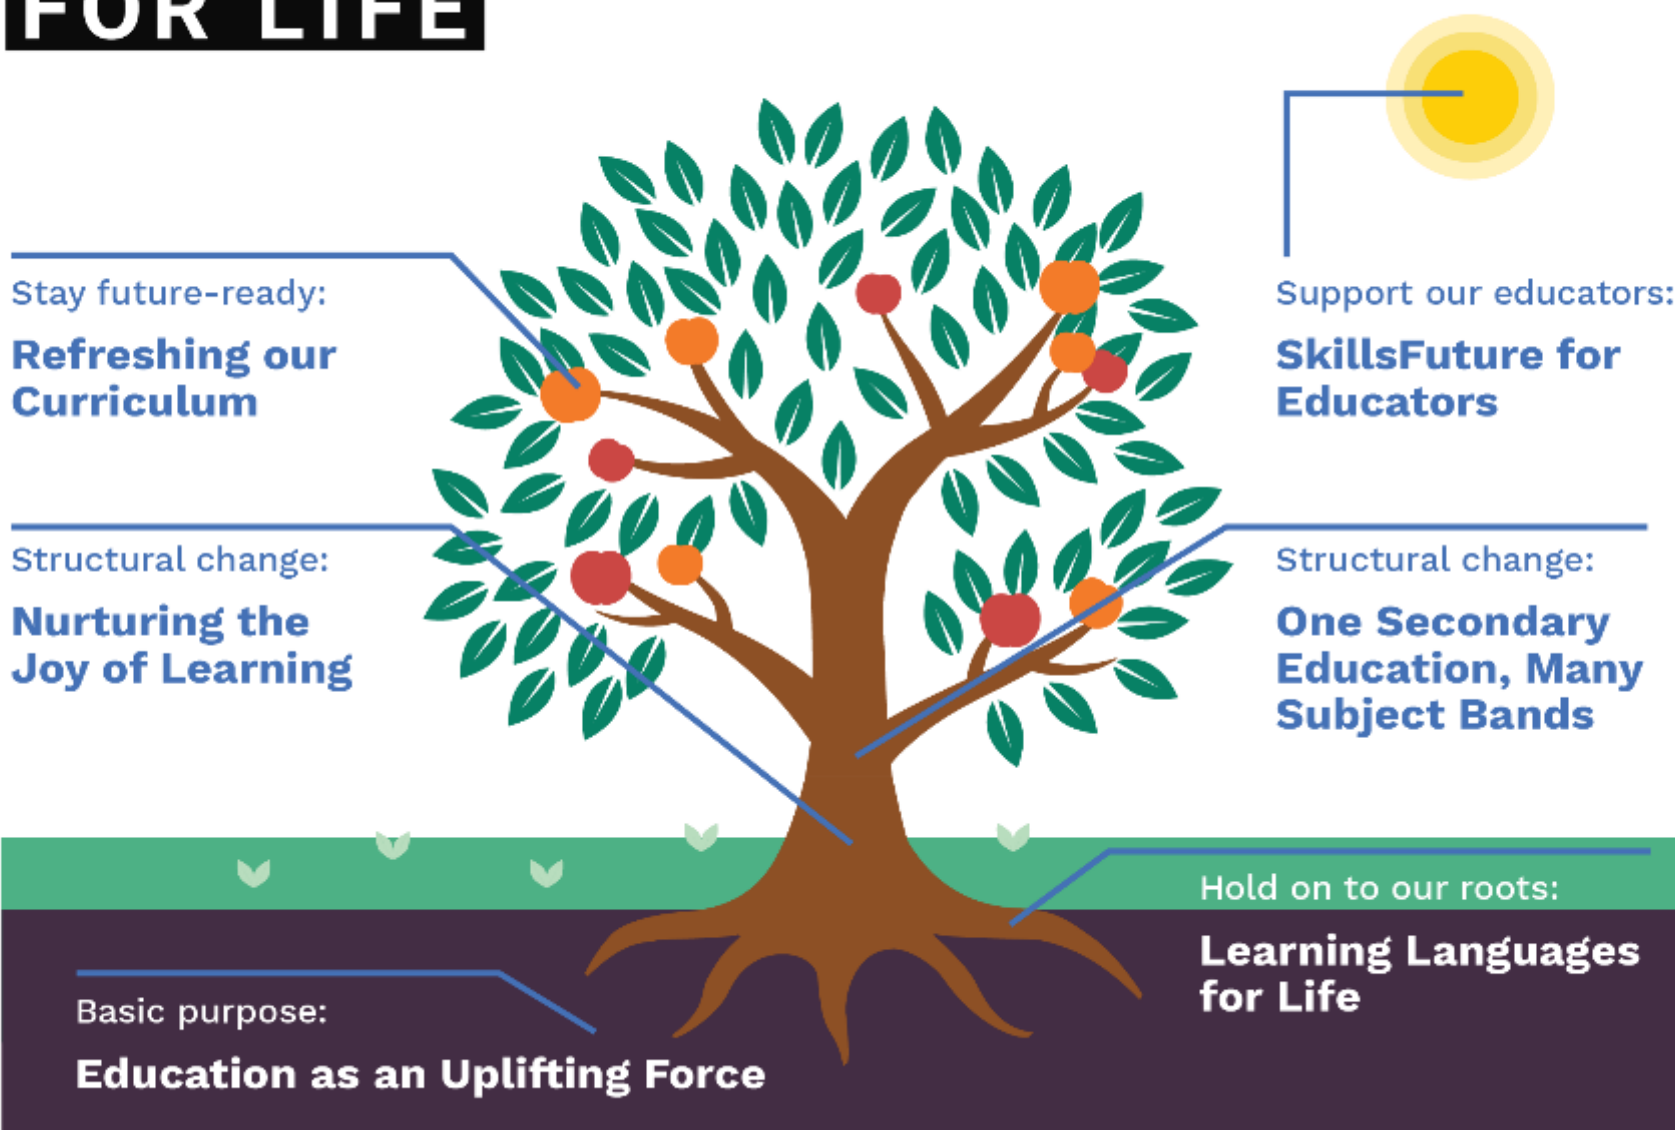 FOR LIFE
Stay future-ready:
Refreshing our
Curriculum
Support our educators:
SkillsFuture for
Educators
Structural change:
Nurturing the
Joy of Learning
Structural change:
One Secondary
Education, Many
Subject Bands
Hold on to our roots:
Learning Languages
for Life
Basic purpose:
Education as an Uplifting Force